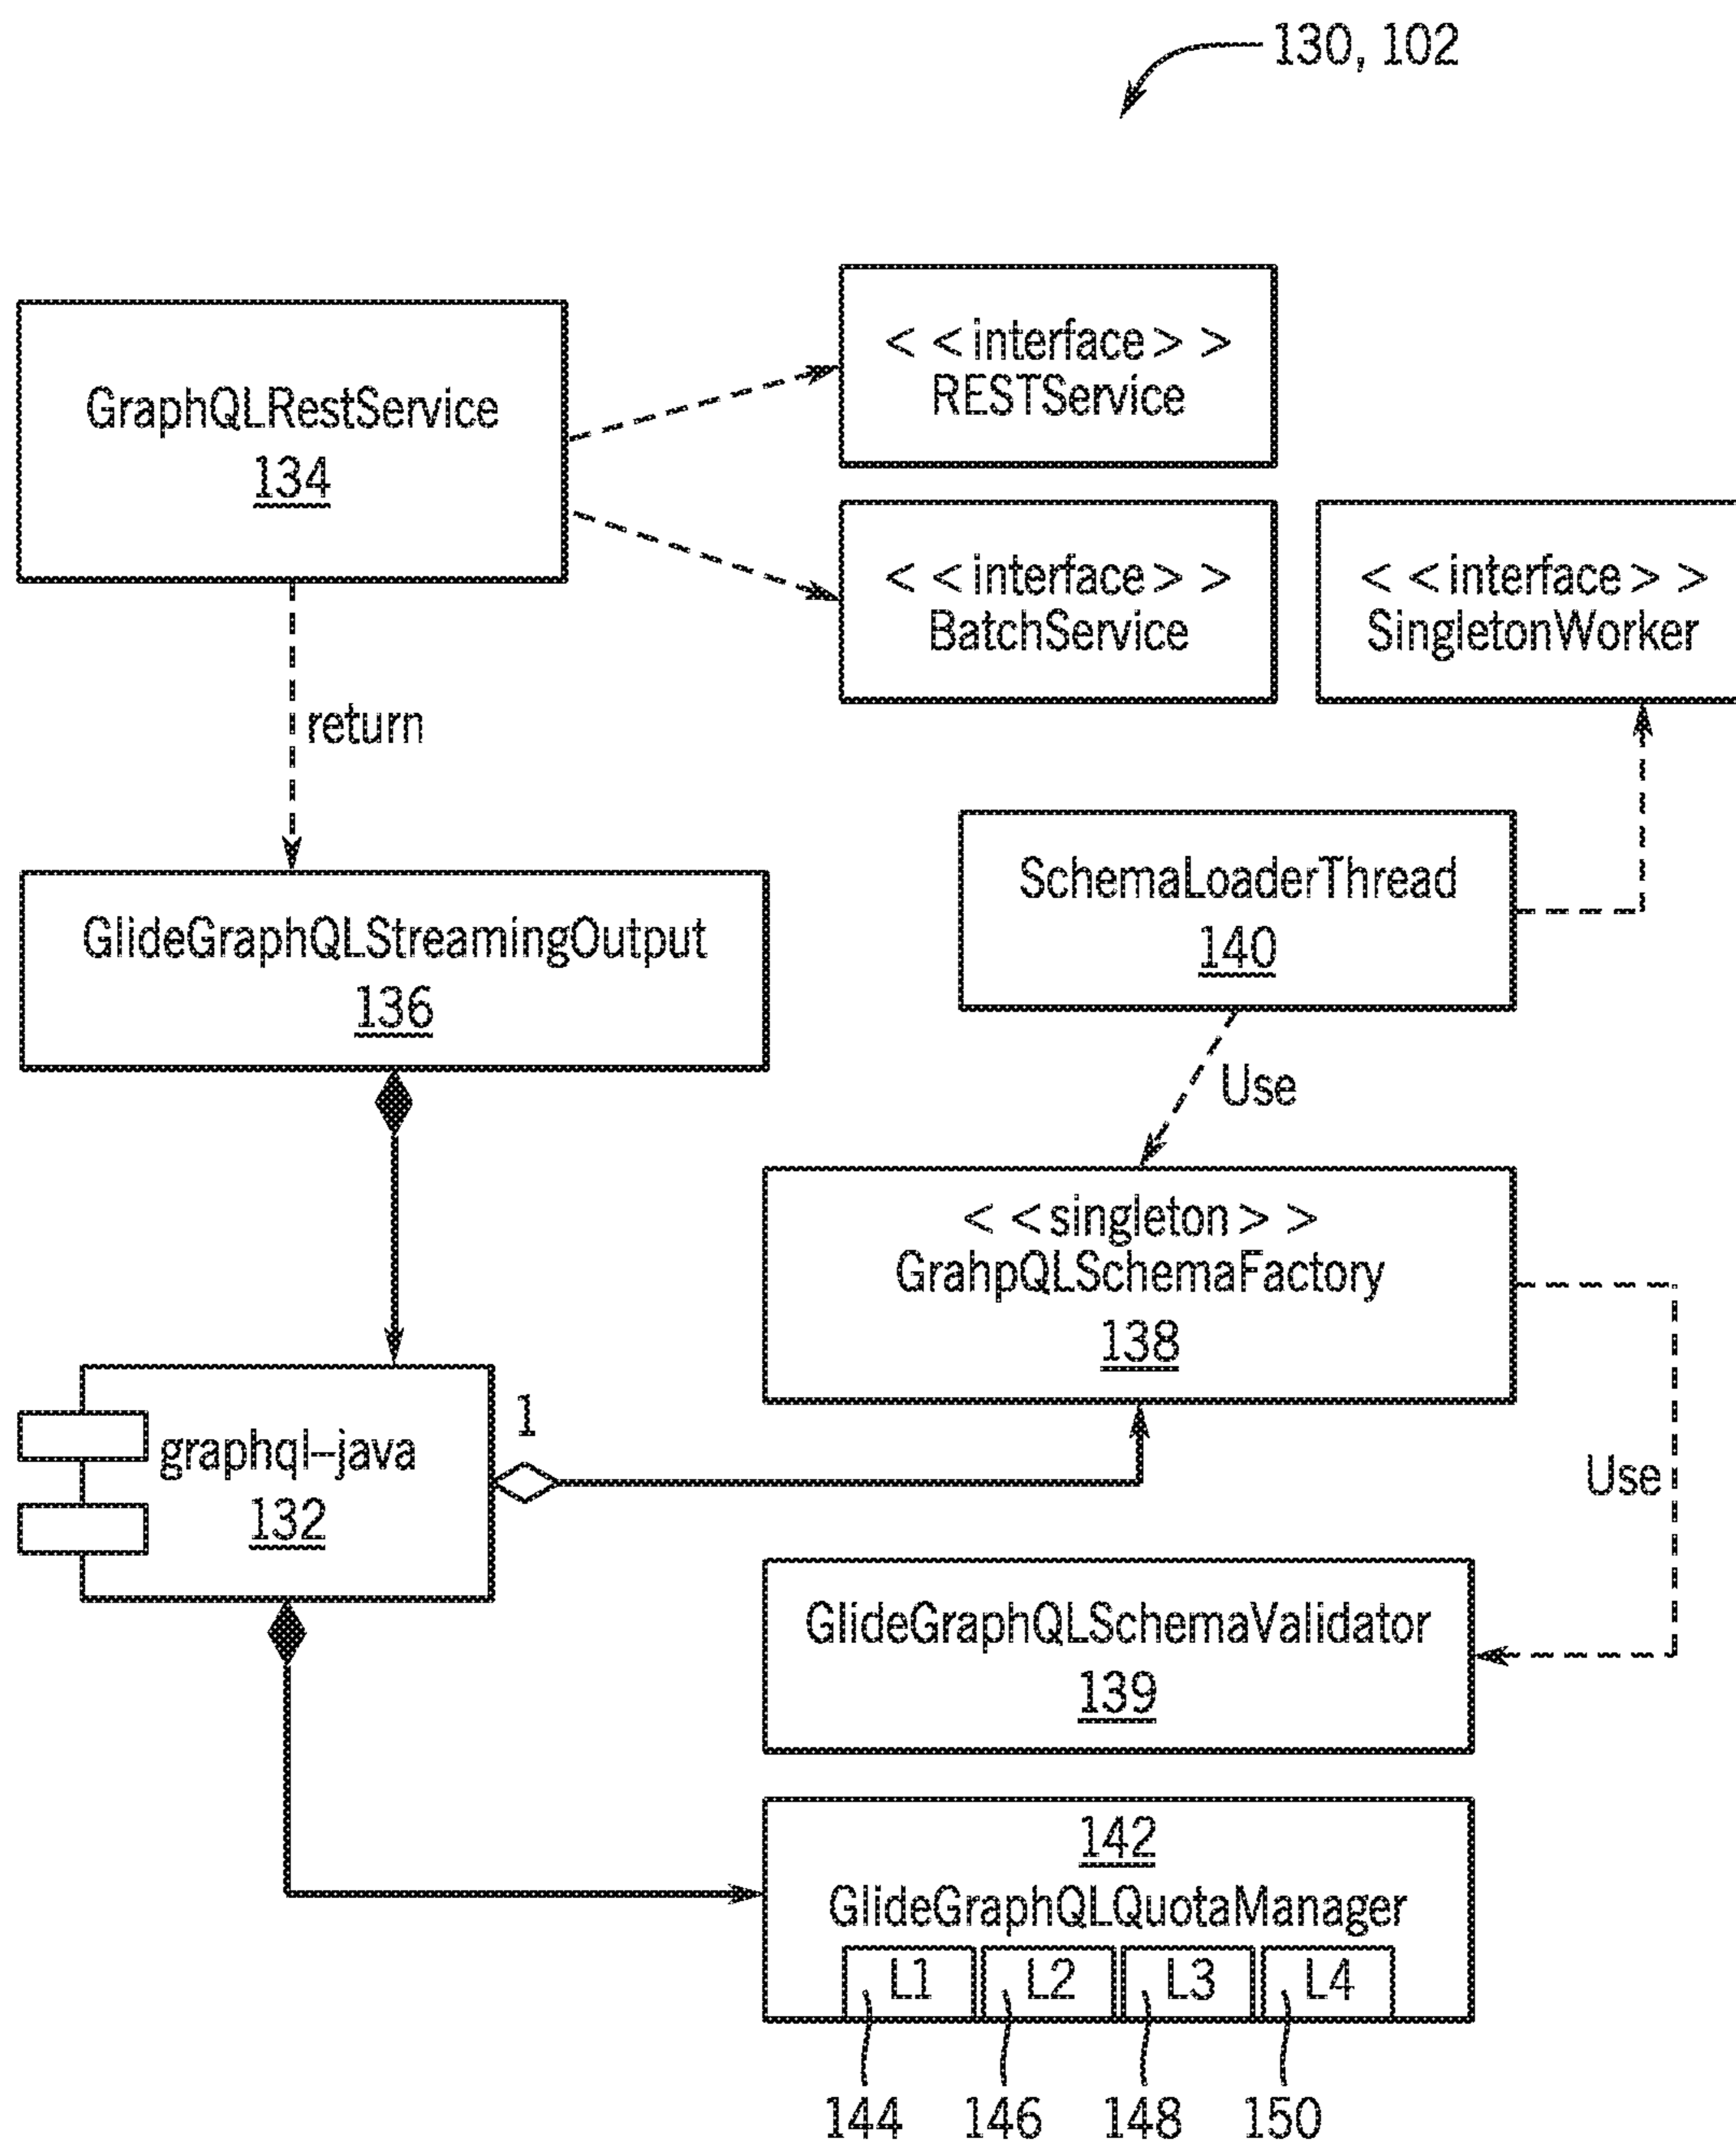 130, 102
GraphQLRestService
134
< <interface> >
RESTService
< <interface> >
BatchService
< <interface> >
SingletonWorker
return
SchemaLoaderThread
140
GlideGraphQLStreamingOutput
136
Use
< <singleton> >
GrahpQLSchemaFactory
138
1
graphql–java
132
Use
GlideGraphQLSchemaValidator
139
142
GlideGraphQLQuotaManager
L1 L2 L3 L4
144 146 148 150